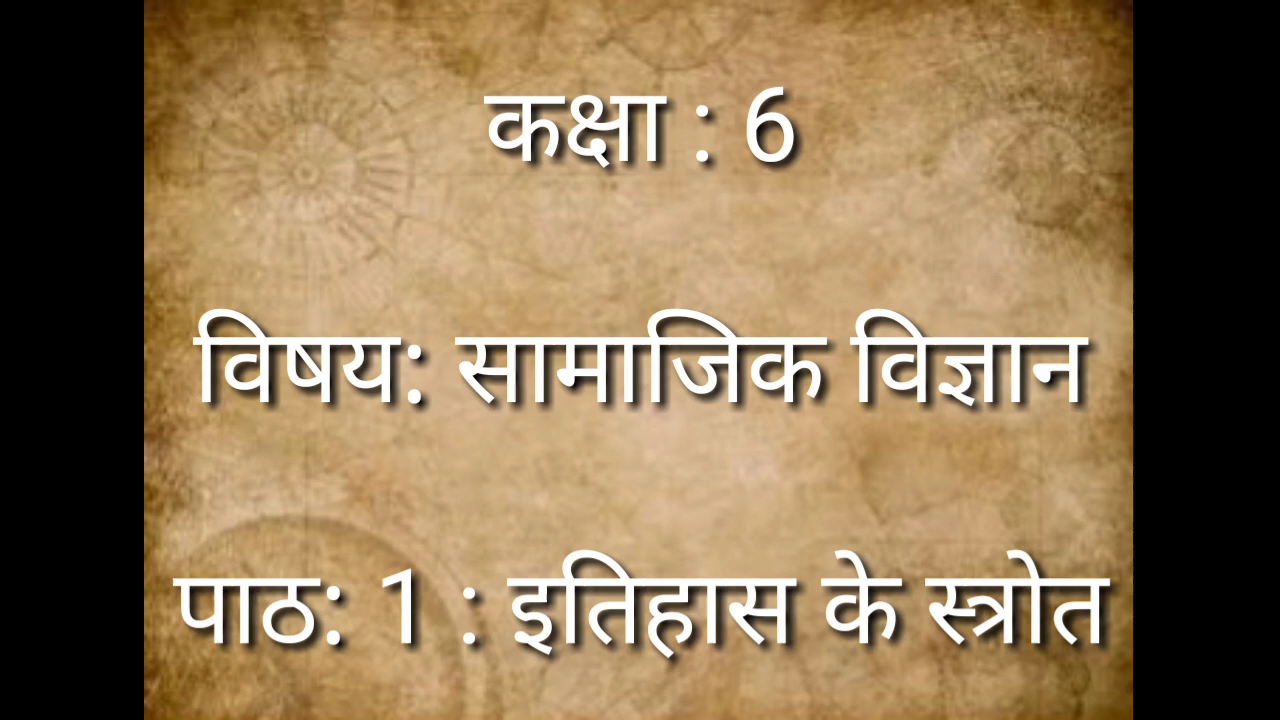 कक्षा : 6
विषय: सामाजिक विज्ञान
पाठ: 1 : इतिहास के स्त्रोत